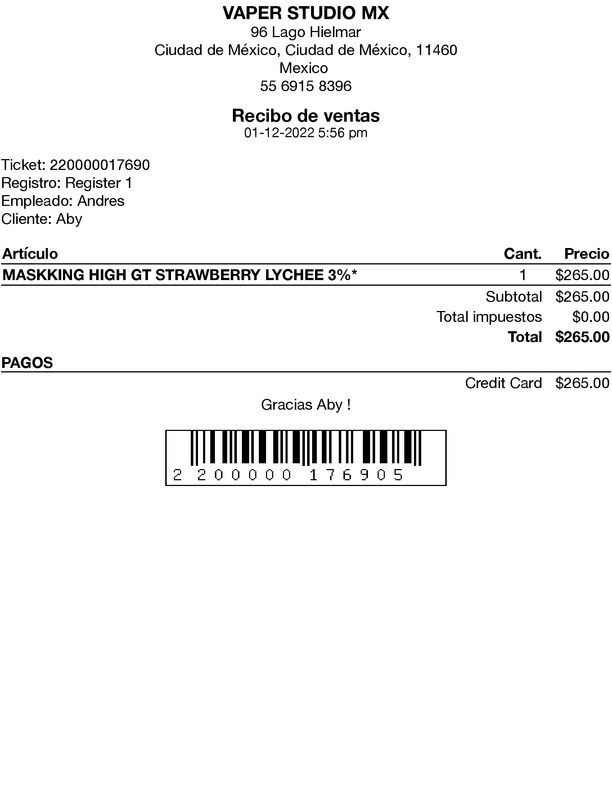 VAPER STUDIO MX
96 Lago Hielmar
Ciudad de México, Ciudad de México, 11460
Mexico
55 6915 8396
Recibo de ventas
01-12-2022 5:56 pm
Ticket: 220000017690
Registro: Register 1
Empleado: Andres
Cliente: Aby
Artículo Cant. Precio
MASKKING HIGH GT STRAWBERRY LYCHEE 3%* 1 $265.00
Subtotal $265.00
Total impuestos $0.00
Total $265.00
PAGOS
Credit Card $265.00
Gracias Aby !
2 200000 176905